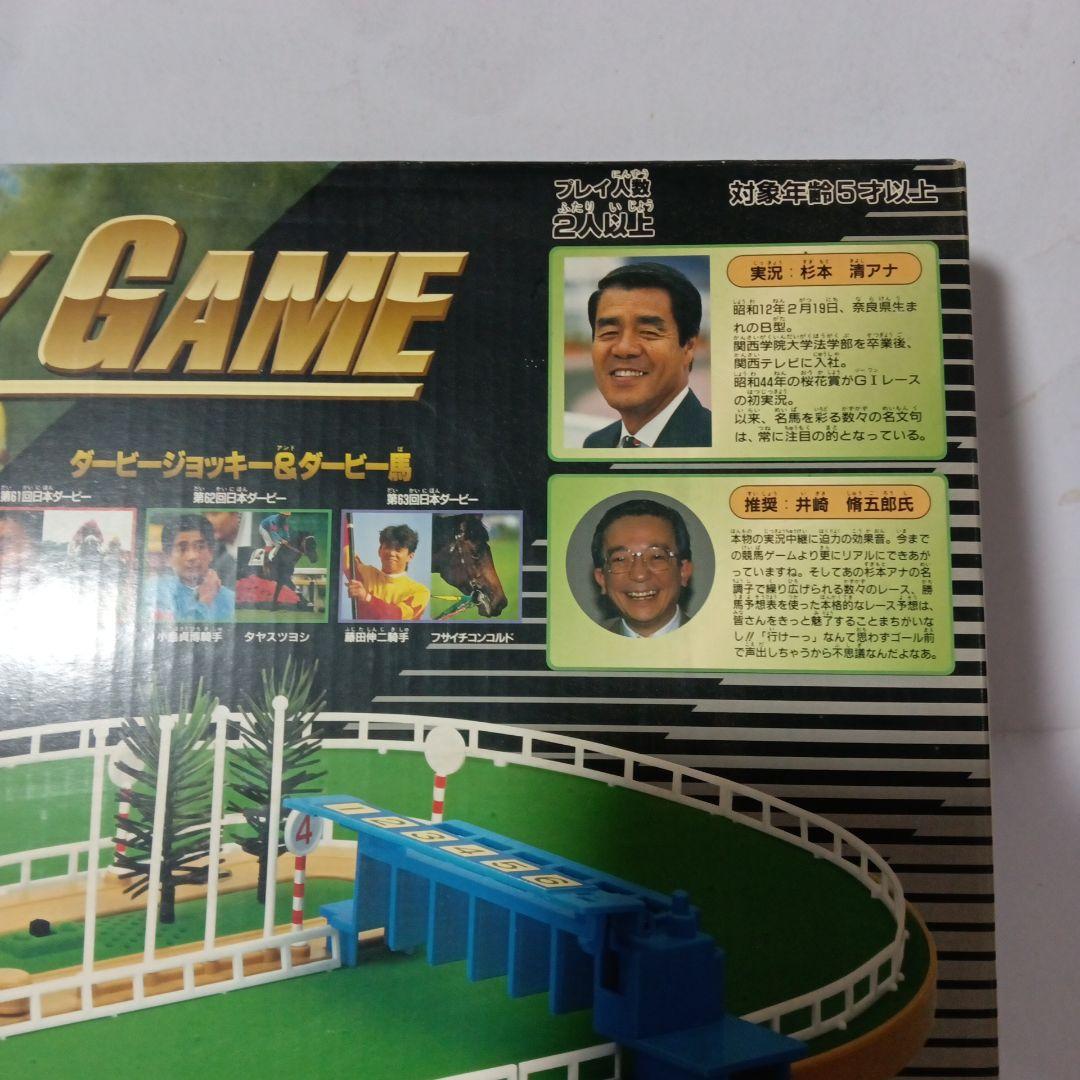 Y GAME
プレイ人数
2人以上
対象年齢5才以上
実況：杉本 清アナ
昭和12年2月19日、奈良県生ま
れのB型。
関西学院大学法学部を卒業後、
関西テレビに入社。
昭和44年の桜花賞がGIレース
の初実況。
以来、名馬を彩る数々の名文句
は、常に注目の的となっている。
ダービージョッキー&ダービー馬
第61回日本ダービー
第62回日本ダービー
第63回日本ダービー
小島貞博騎手
タヤスツヨシ
藤田伸二騎手
フサイチコンコルド
推奨：井崎 脩五郎氏
本物の実況中継に迫力の効果音。今まで
の競馬ゲームより更にリアルにできあが
っていますね。そしてあの杉本アナの名
調子で繰り広げられる数々のレース、勝
馬予想表を使った本格的なレース予想は、
皆さんをきっと魅了することまちがいな
し!!「行けーっ」なんて思わずゴール前
で声出しちゃうから不思議なんだよなあ。
1 2 3 4 5 6
4